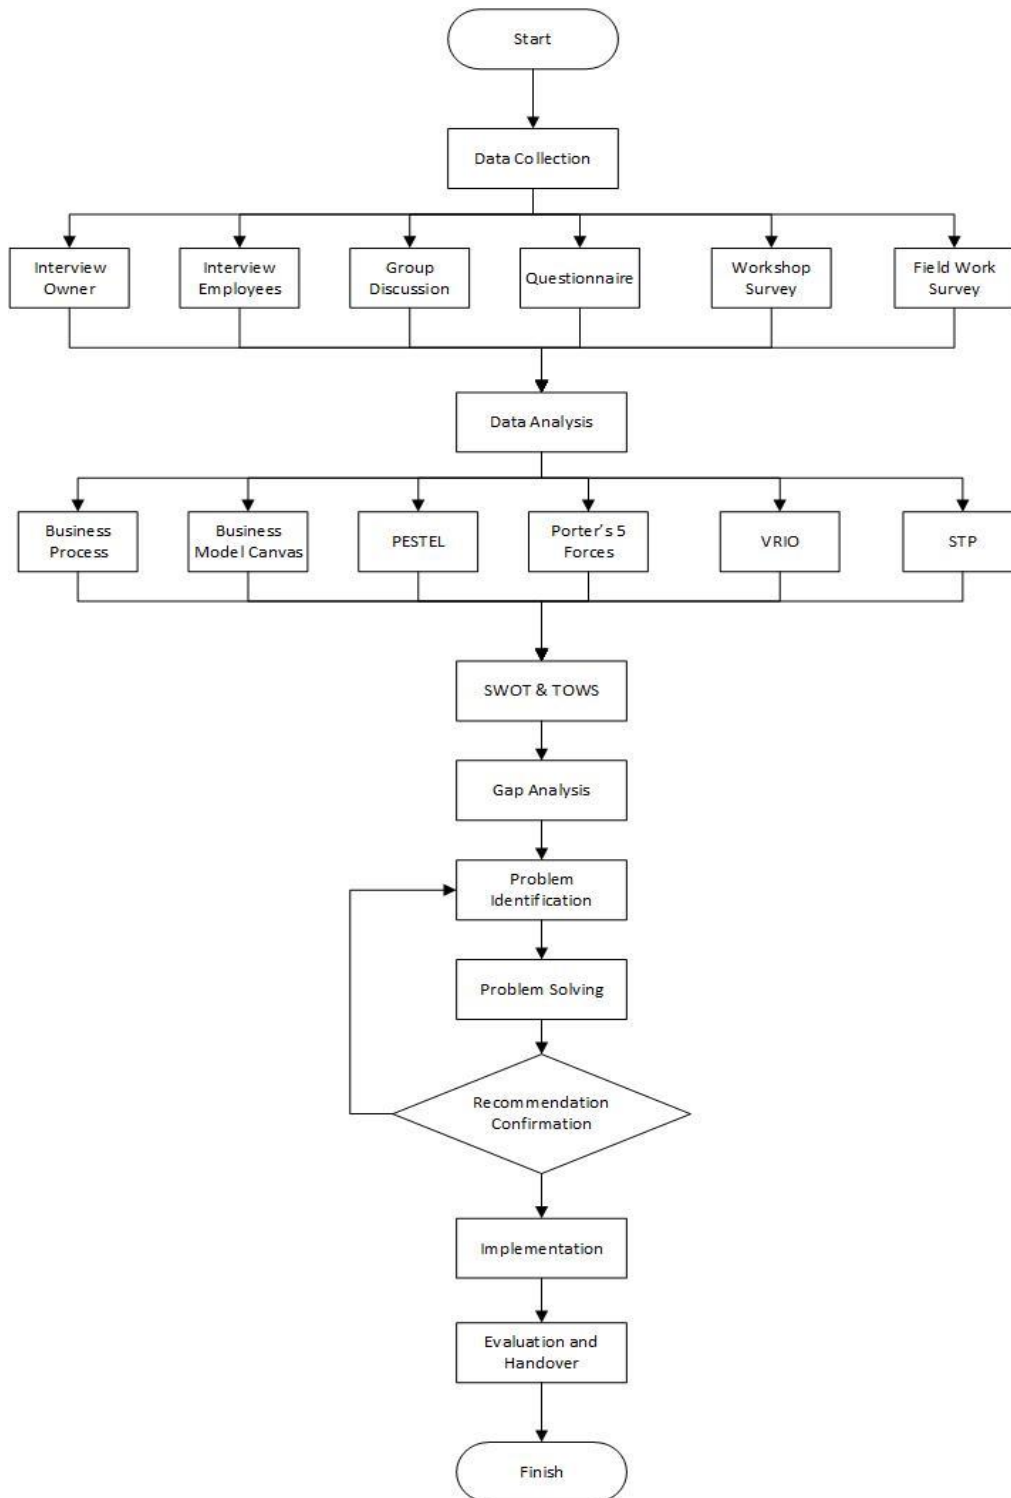 Start
Data Collection
Interview
Owner
Interview
Employees
Group
Discussion
Questionnaire
Workshop
Survey
Field Work
Survey
Data Analysis
Business
Process
Business
Model Canvas
PESTEL
Porter's 5
Forces
VRIO
STP
SWOT & TOWS
Gap Analysis
Problem
Identification
Problem Solving
Recommendation
Confirmation
Implementation
Evaluation and
Handover
Finish